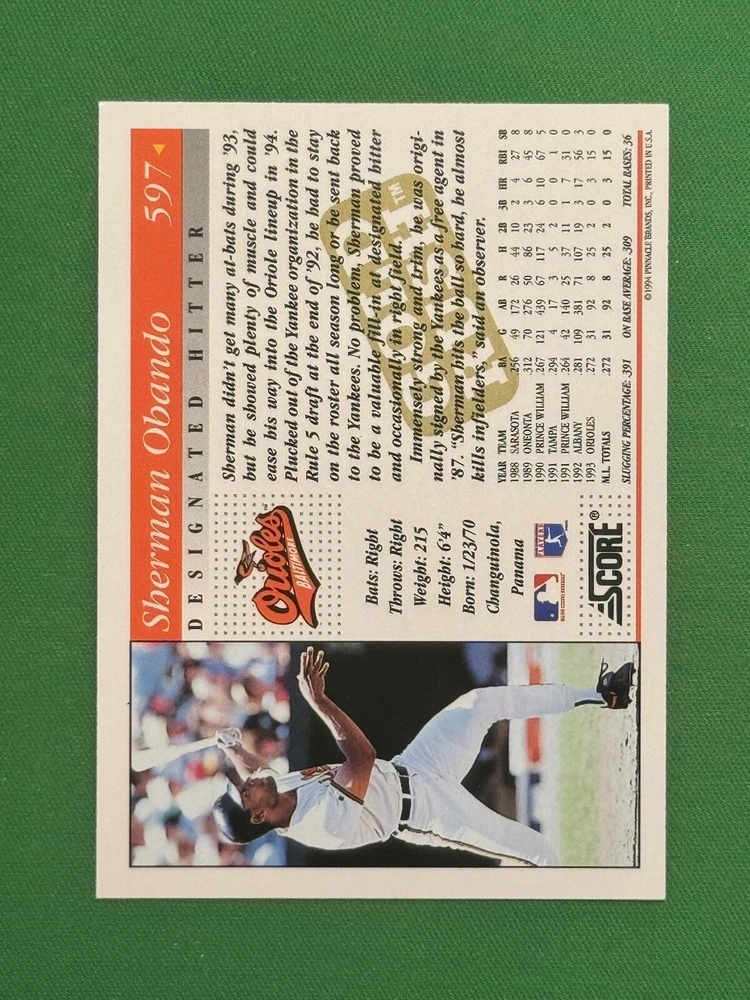 Sherman Obando 597
DESIGNATED HITTER
Orioles
BALTIMORE
Bats: Right
Throws: Right
Weight: 215
Height: 6'4"
Born: 1/23/70
Changuinola,
Panama
PLAYERS
SCORE®
Sherman didn't get many at-bats during '93,
but he showed plenty of muscle and could
ease his way into the Oriole lineup in '94.
Plucked out of the Yankee organization in the
Rule 5 draft at the end of '92, he had to stay
on the roster all season long or be sent back
to the Yankees. No problem, Sherman proved
to be a valuable fill-in at designated hitter
and occasionally in right field.
Immensely strong and trim, he was origi-
nally signed by the Yankees as a free agent in
'87. "Sherman hits the ball so hard, he almost
kills infielders," said an observer.
GOLD
RUSH™
YEAR TEAM BA G AB R H 2B 3B HR RBI SB
1988 SARASOTA .256 49 172 26 44 10 2 4 27 8
1989 ONEONTA .312 70 276 50 86 23 3 6 45 8
1990 PRINCE WILLIAM .267 121 439 67 117 24 6 10 67 5
1991 TAMPA .294 4 17 3 5 2 0 0 1 0
1991 PRINCE WILLIAM .264 42 140 25 37 11 1 7 31 0
1992 ALBANY .281 109 381 71 107 19 3 17 56 3
1993 ORIOLES .272 31 92 8 25 2 0 3 15 0
M.L. TOTALS .272 31 92 8 25 2 0 3 15 0
SLUGGING PERCENTAGE: .391 ON BASE AVERAGE: .309 TOTAL BASES: 36
©1994 PINNACLE BRANDS, INC., PRINTED IN U.S.A.